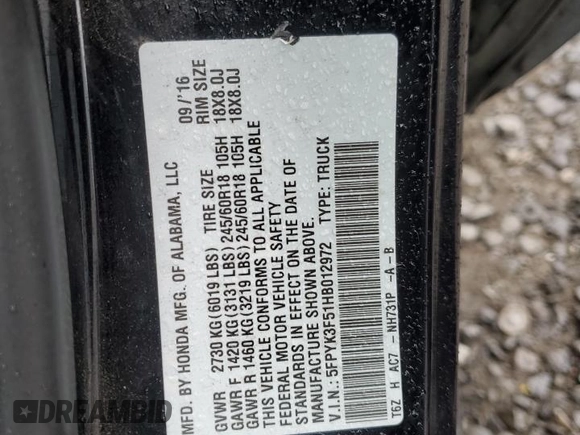 MFD. BY HONDA MFG. OF ALABAMA, LLC 09/'16
GVWR 2730 KG (6019 LBS) TIRE SIZE RIM SIZE
GAWR F 1420 KG (3131 LBS) 245/60R18 105H 18X8.0J
GAWR R 1460 KG (3219 LBS) 245/60R18 105H 18X8.0J
THIS VEHICLE CONFORMS TO ALL APPLICABLE
FEDERAL MOTOR VEHICLE SAFETY
STANDARDS IN EFFECT ON THE DATE OF
MANUFACTURE SHOWN ABOVE.
V.I.N.: 5FPYK3F51HB012972 TYPE: TRUCK
T6Z H AC7 - NH731P -A-B
DREAMBID